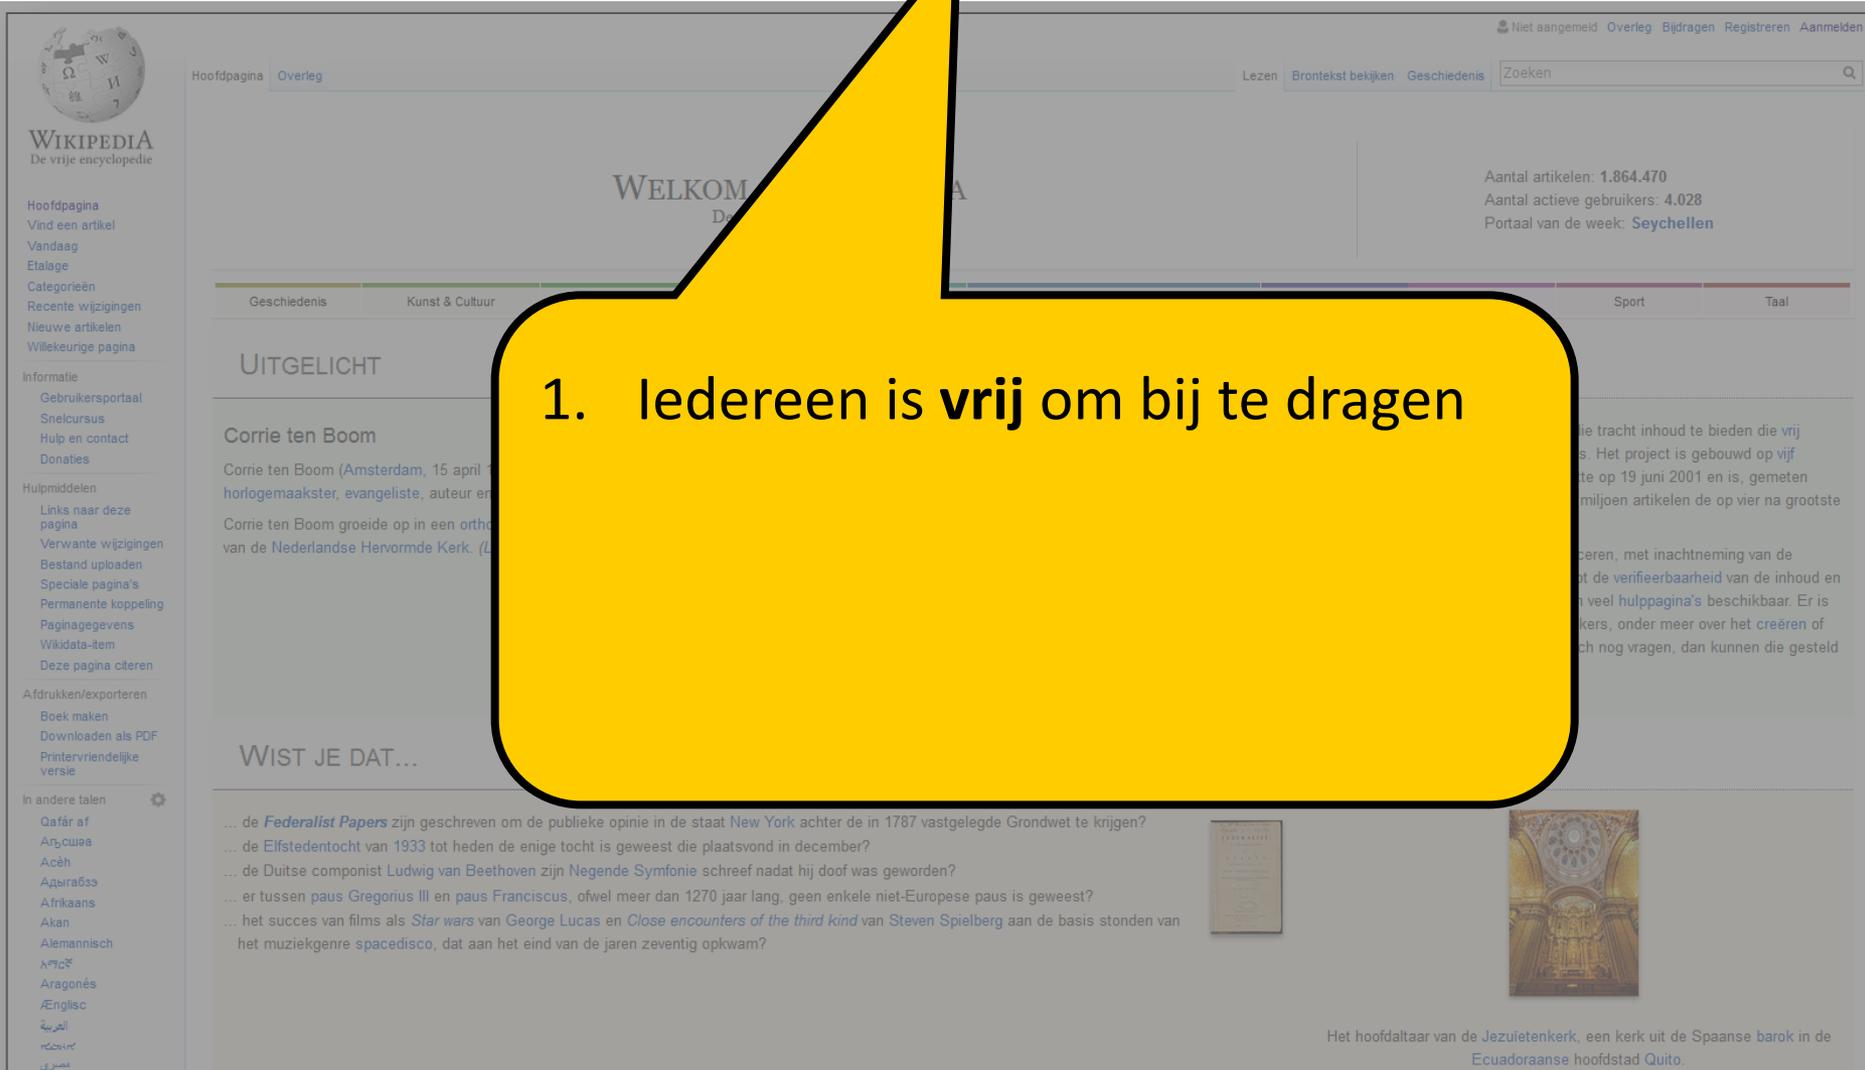 Niet aangemeld Overleg Bijdragen Registreren Aanmelden
WIKIPEDIA
De vrije encyclopedie
Hoofdpagina Overleg
Lezen Brontekst bekijken Geschiedenis Zoeken
WELKOM
A
De
Aantal artikelen: 1.864.470
Aantal actieve gebruikers: 4.028
Portaal van de week: Seychellen
Geschiedenis Kunst & Cultuur Sport Taal
Hoofdpagina
Vind een artikel
Vandaag
Etalage
Categorieën
Recente wijzigingen
Nieuwe artikelen
Willekeurige pagina
Informatie
Gebruikersportaal
Snelcursus
Hulp en contact
Donaties
Hulpmiddelen
Links naar deze
pagina
Verwante wijzigingen
Bestand uploaden
Speciale pagina's
Permanente koppeling
Paginagegevens
Wikidata-item
Deze pagina citeren
Afdrukken/exporteren
Boek maken
Downloaden als PDF
Printervriendelijke
versie
In andere talen
Qafár af
Аҧсшәа
Acèh
Адыгабзэ
Afrikaans
Akan
Alemannisch
አማርኛ
Aragonés
Ænglisc
العربية
مصرى
1. Iedereen is vrij om bij te dragen
UITGELICHT
Corrie ten Boom
Corrie ten Boom (Amsterdam, 15 april 1
horlogemaakster, evangeliste, auteur en
Corrie ten Boom groeide op in een ortho
van de Nederlandse Hervormde Kerk. (L
die tracht inhoud te bieden die vrij
s. Het project is gebouwd op vijf
te op 19 juni 2001 en is, gemeten
miljoen artikelen de op vier na grootste
ceren, met inachtneming van de
ot de verifieerbaarheid van de inhoud en
n veel hulppagina's beschikbaar. Er is
kers, onder meer over het creëren of
ch nog vragen, dan kunnen die gesteld
WIST JE DAT...
... de Federalist Papers zijn geschreven om de publieke opinie in de staat New York achter de in 1787 vastgelegde Grondwet te krijgen?
... de Elfstedentocht van 1933 tot heden de enige tocht is geweest die plaatsvond in december?
... de Duitse componist Ludwig van Beethoven zijn Negende Symfonie schreef nadat hij doof was geworden?
... er tussen paus Gregorius III en paus Franciscus, ofwel meer dan 1270 jaar lang, geen enkele niet-Europese paus is geweest?
... het succes van films als Star wars van George Lucas en Close encounters of the third kind van Steven Spielberg aan de basis stonden van
het muziekgenre spacedisco, dat aan het eind van de jaren zeventig opkwam?
Het hoofdaltaar van de Jezuïetenkerk, een kerk uit de Spaanse barok in de
Ecuadoraanse hoofdstad Quito.